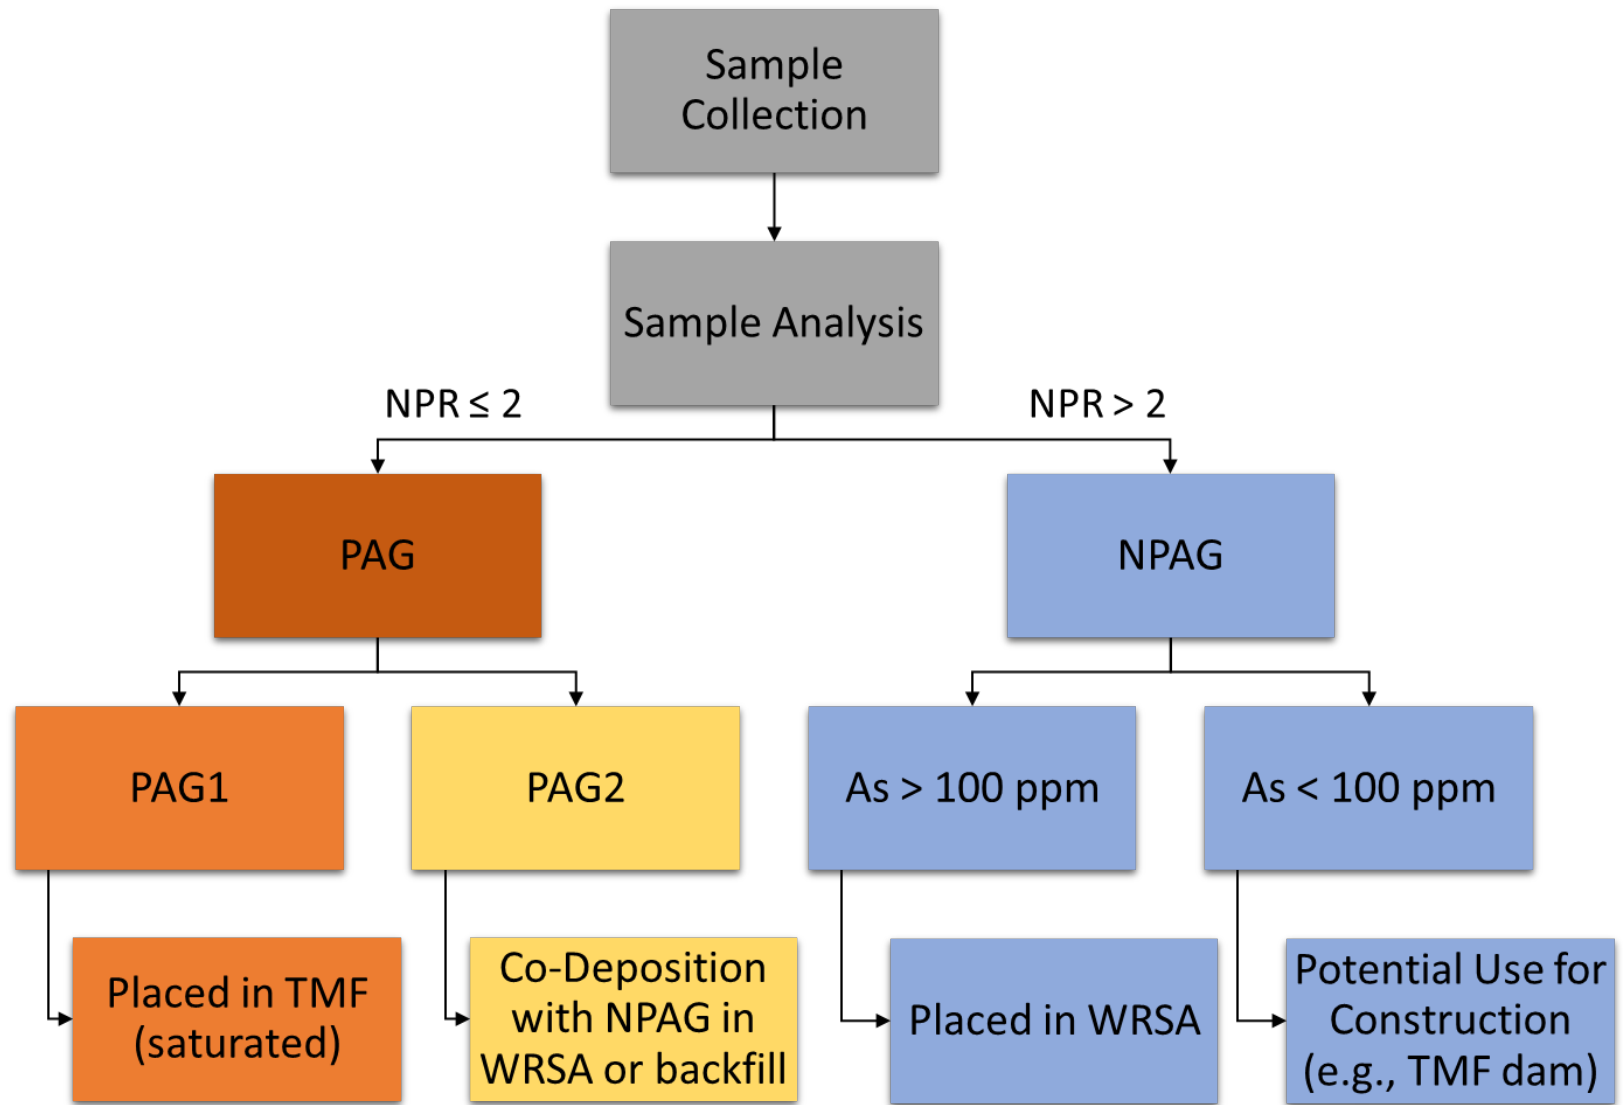 Sample
Collection
Sample Analysis
NPR ≤ 2
NPR > 2
PAG
NPAG
PAG1
PAG2
As > 100 ppm
As < 100 ppm
Placed in TMF
(saturated)
Co-Deposition
with NPAG in
WRSA or backfill
Placed in WRSA
Potential Use for
Construction
(e.g., TMF dam)